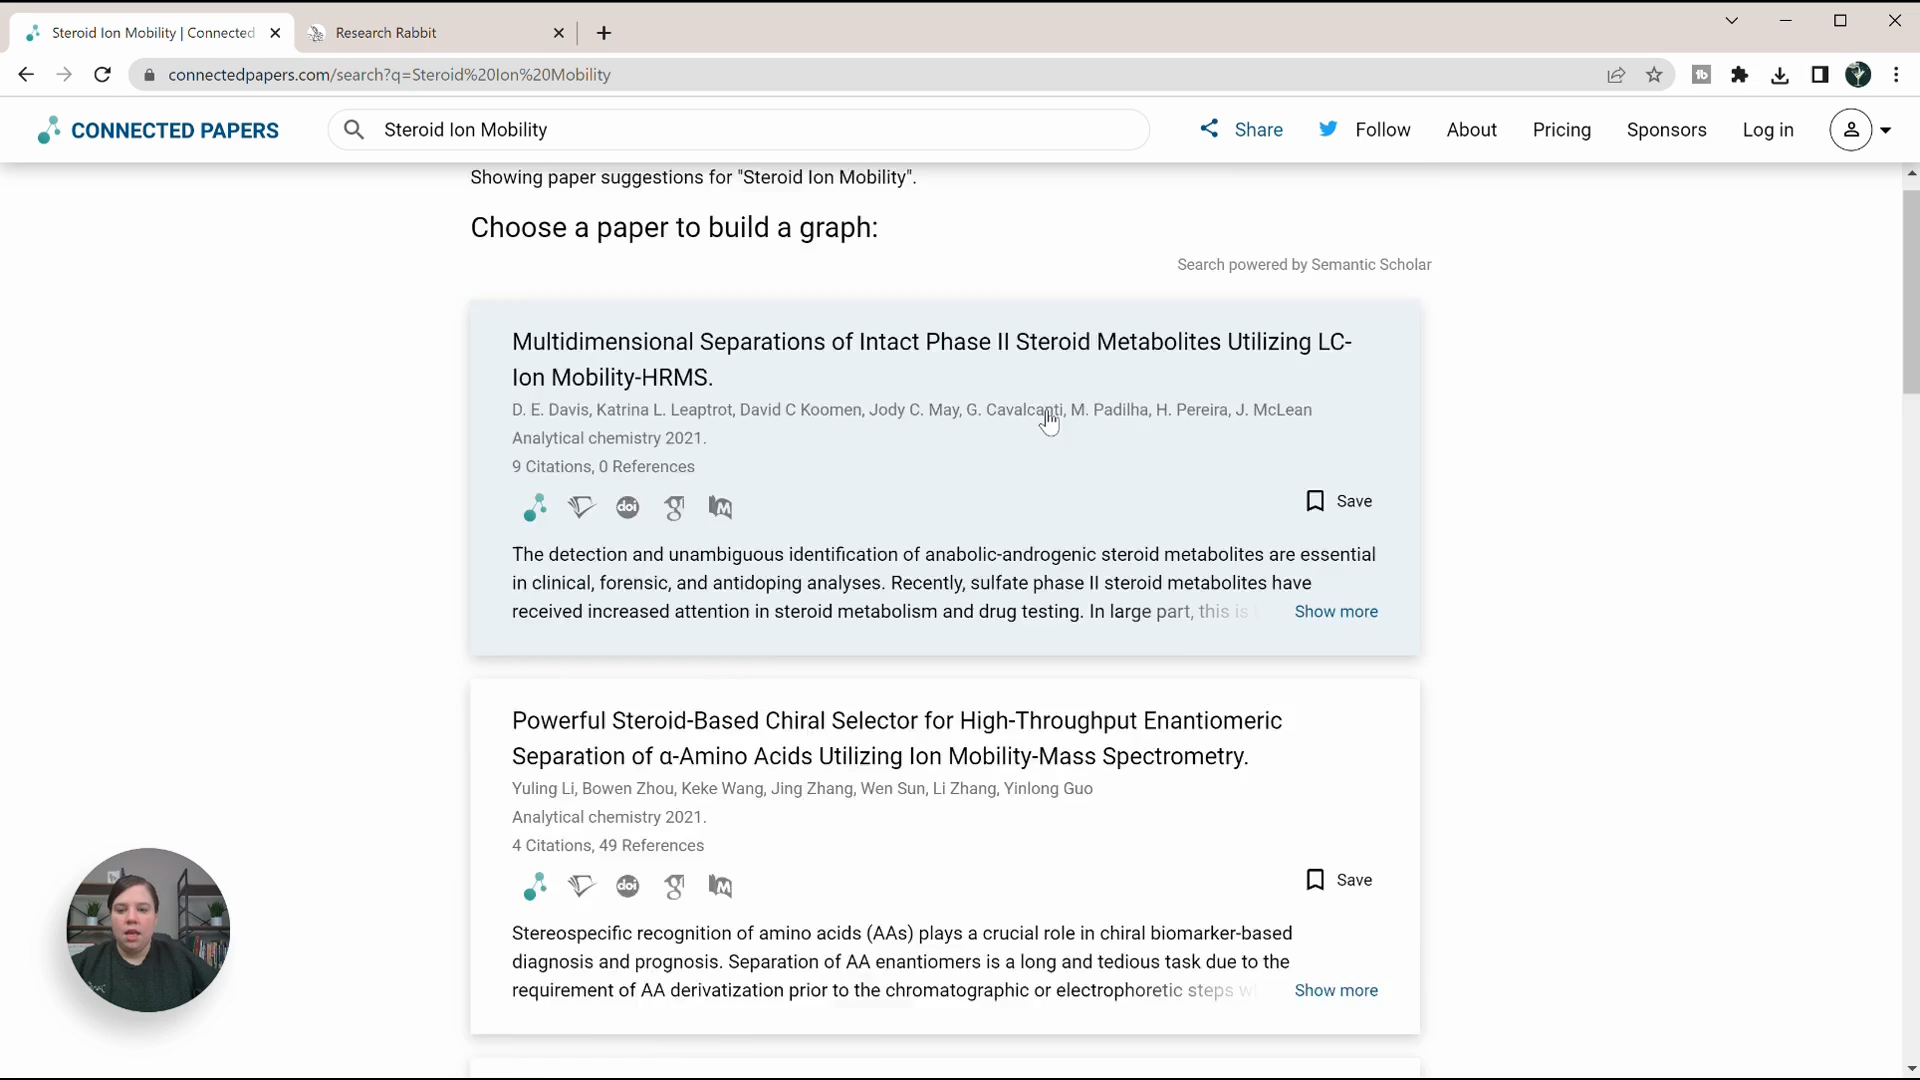 Steroid Ion Mobility | Connected
Research Rabbit
connectedpapers.com/search?q=Steroid%20Ion%20Mobility
CONNECTED PAPERS
Steroid Ion Mobility
Share
Follow
About
Pricing
Sponsors
Log in
Showing paper suggestions for "Steroid Ion Mobility".
Choose a paper to build a graph:
Search powered by Semantic Scholar
Multidimensional Separations of Intact Phase II Steroid Metabolites Utilizing LC-
Ion Mobility-HRMS.
D. E. Davis, Katrina L. Leaptrot, David C Koomen, Jody C. May, G. Cavalcanti, M. Padilha, H. Pereira, J. McLean
Analytical chemistry 2021.
9 Citations, 0 References
doi
Save
The detection and unambiguous identification of anabolic-androgenic steroid metabolites are essential
in clinical, forensic, and antidoping analyses. Recently, sulfate phase II steroid metabolites have
received increased attention in steroid metabolism and drug testing. In large part, this is
Show more
Powerful Steroid-Based Chiral Selector for High-Throughput Enantiomeric
Separation of α-Amino Acids Utilizing Ion Mobility-Mass Spectrometry.
Yuling Li, Bowen Zhou, Keke Wang, Jing Zhang, Wen Sun, Li Zhang, Yinlong Guo
Analytical chemistry 2021.
4 Citations, 49 References
doi
Save
Stereospecific recognition of amino acids (AAs) plays a crucial role in chiral biomarker-based
diagnosis and prognosis. Separation of AA enantiomers is a long and tedious task due to the
requirement of AA derivatization prior to the chromatographic or electrophoretic steps
Show more